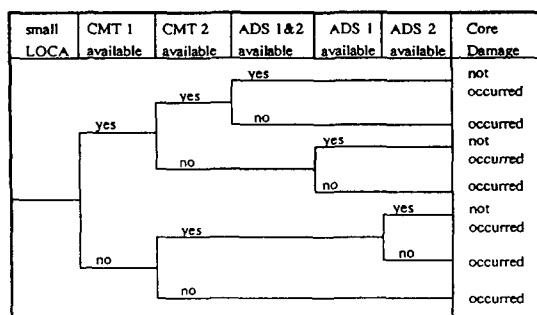 small CMT 1 CMT 2 ADS 1&2 ADS 1 ADS 2 Core
LOCA available available available available available Damage
yes not
occurred
yes
no occurred
yes
yes not
occurred
no
no occurred
yes not
occurred
yes
no
no occurred
no occurred